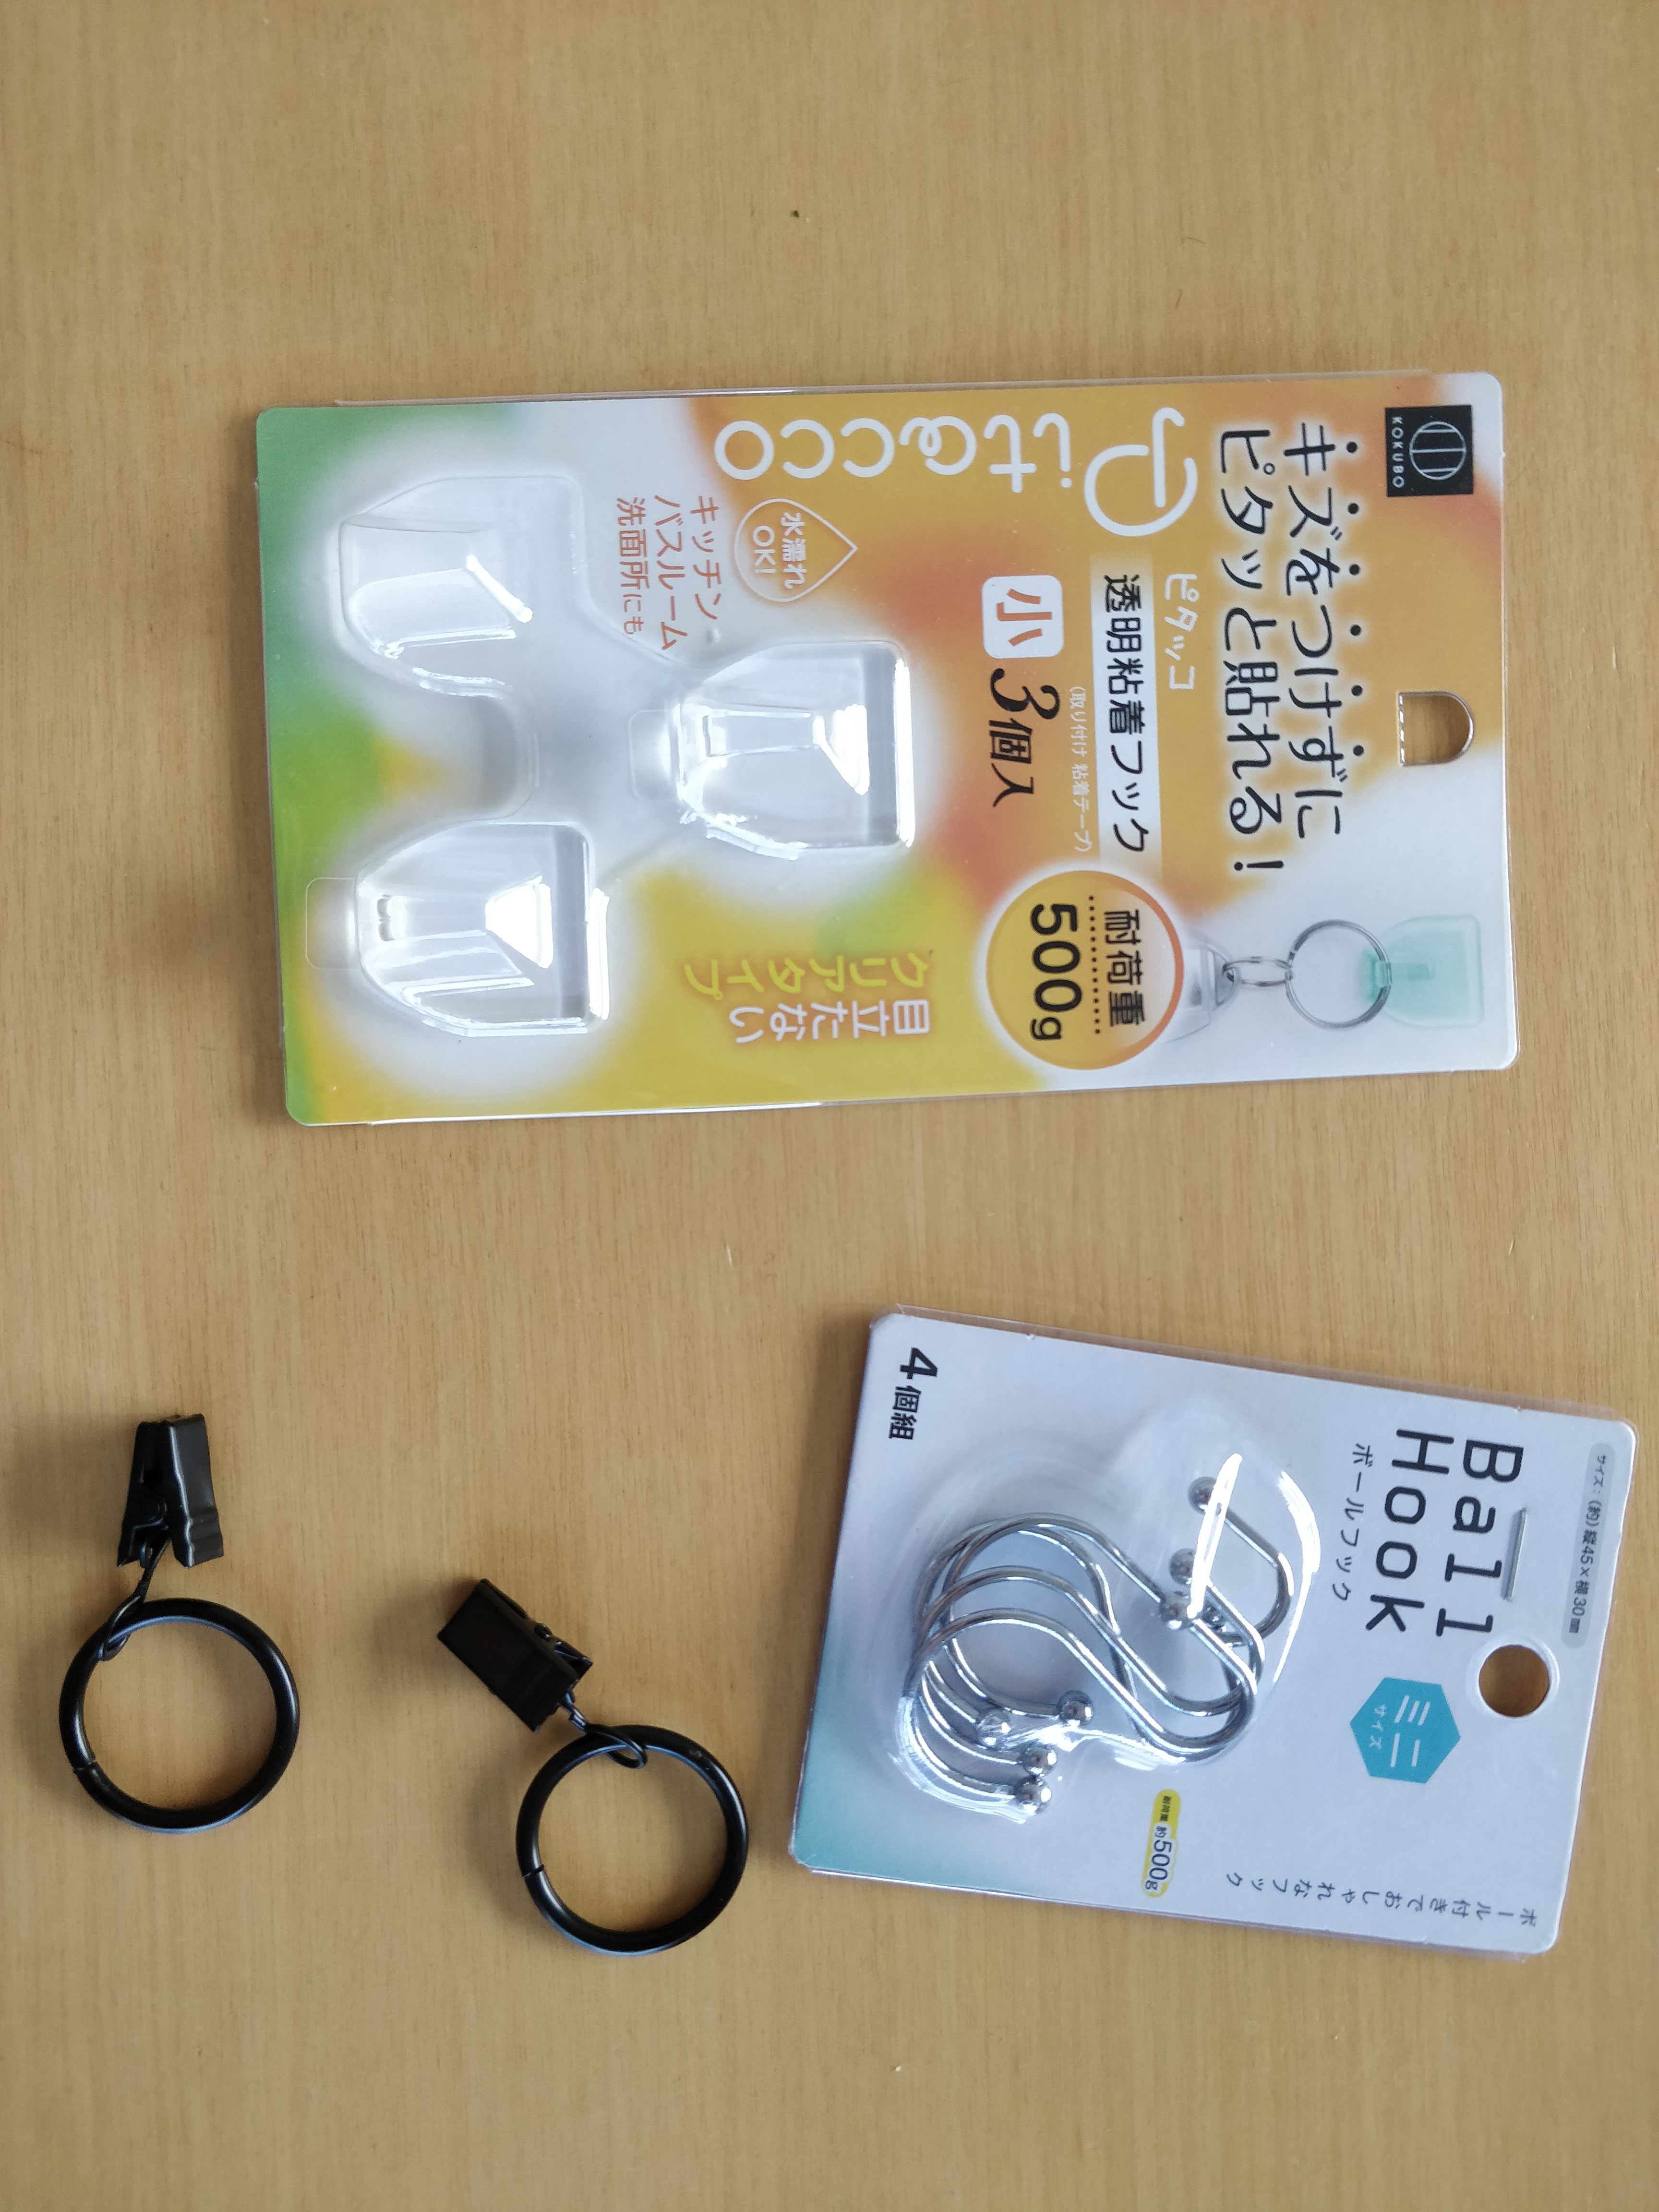 KOKUBO
キズをつけずに
ピタッと貼れる!
Pitacco
ピタッコ
透明粘着フック
(取り付け 粘着テープ)
小 3個入
耐荷重
500g
水濡れ
OK!
キッチン
バスルーム
洗面所にも
目立たない
クリアタイプ
サイズ:(約)縦45×横30㎜
Ball
Hook
ボールフック
ミニ
サイズ
ボール付きでおしゃれなフック
耐荷重 約500g
4個組